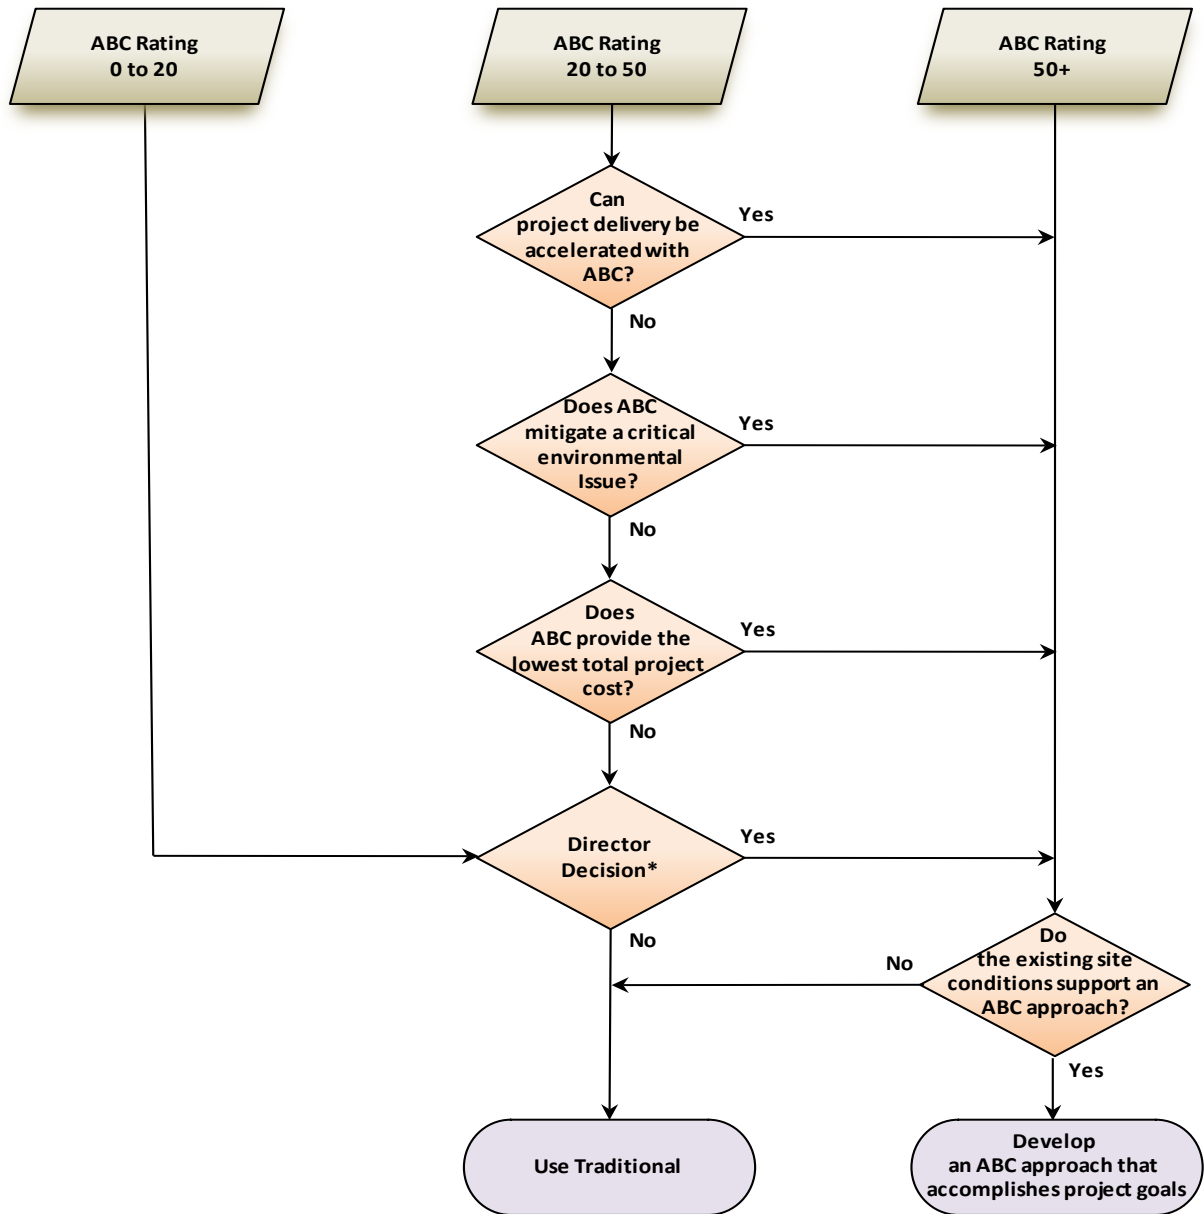 ABC Rating
0 to 20
ABC Rating
20 to 50
ABC Rating
50+
Can
project delivery be
accelerated with
ABC?
Yes
No
Does ABC
mitigate a critical
environmental
Issue?
Yes
No
Does
ABC provide the
lowest total project
cost?
Yes
No
Director
Decision*
Yes
No
Do
the existing site
conditions support an
ABC approach?
No
Yes
Use Traditional
Develop
an ABC approach that
accomplishes project goals